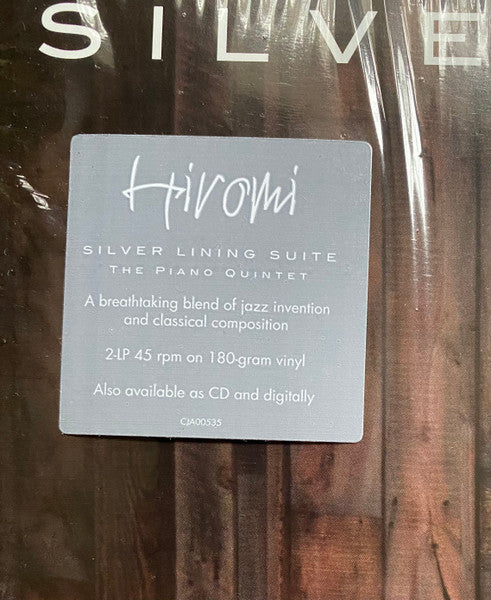 SILVE
Hiromi
SILVER LINING SUITE
THE PIANO QUINTET
A breathtaking blend of jazz invention
and classical composition
2-LP 45 rpm on 180-gram vinyl
Also available as CD and digitally
CJA00535